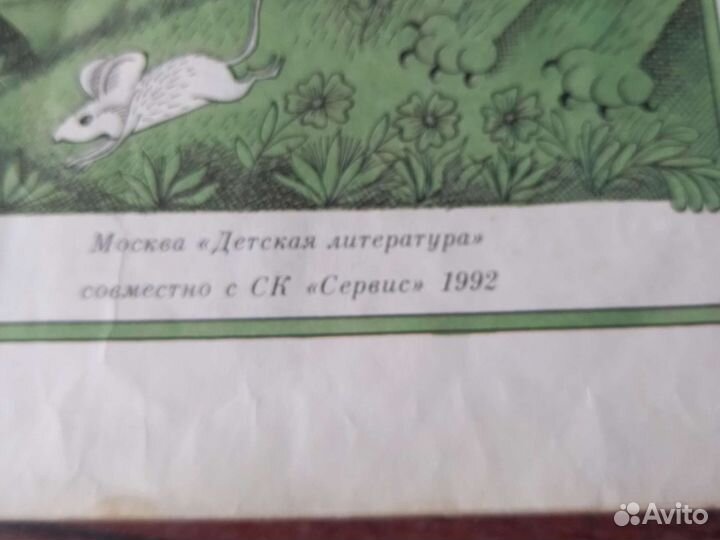 Москва «Детская литература»
совместно с СК «Сервис» 1992
Avito